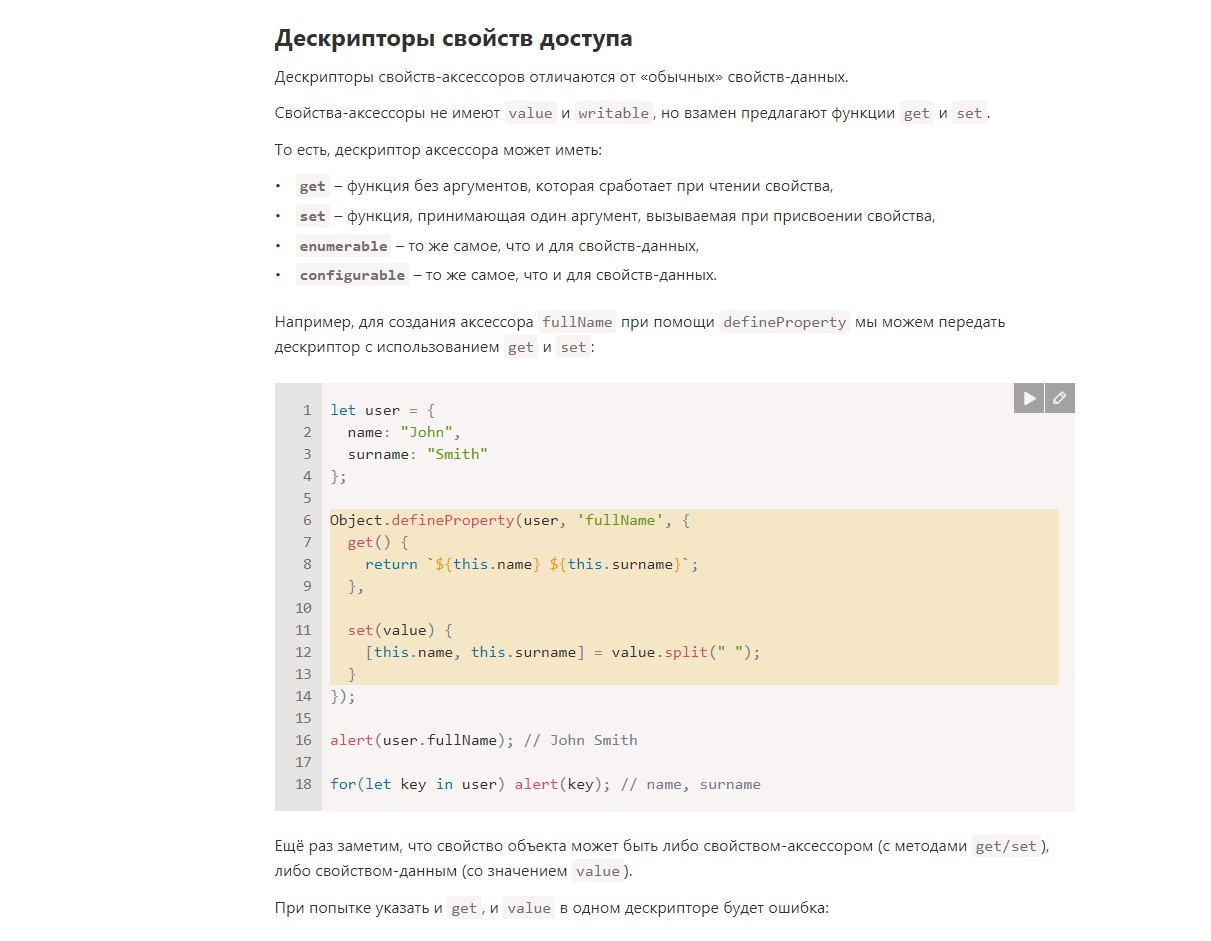 Дескрипторы свойств доступа
Дескрипторы свойств-аксессоров отличаются от «обычных» свойств-данных.
Свойства-аксессоры не имеют value и writable, но взамен предлагают функции get и set.
То есть, дескриптор аксессора может иметь:
• get – функция без аргументов, которая сработает при чтении свойства,
• set – функция, принимающая один аргумент, вызываемая при присвоении свойства,
• enumerable – то же самое, что и для свойств-данных,
• configurable – то же самое, что и для свойств-данных.
Например, для создания аксессора fullName при помощи defineProperty мы можем передать
дескриптор с использованием get и set:
1 let user = {
2   name: "John",
3   surname: "Smith"
4 };
5
6 Object.defineProperty(user, 'fullName', {
7   get() {
8     return `${this.name} ${this.surname}`;
9   },
10
11   set(value) {
12     [this.name, this.surname] = value.split(" ");
13   }
14 });
15
16 alert(user.fullName); // John Smith
17
18 for(let key in user) alert(key); // name, surname
Ещё раз заметим, что свойство объекта может быть либо свойством-аксессором (с методами get/set),
либо свойством-данным (со значением value).
При попытке указать и get, и value в одном дескрипторе будет ошибка: